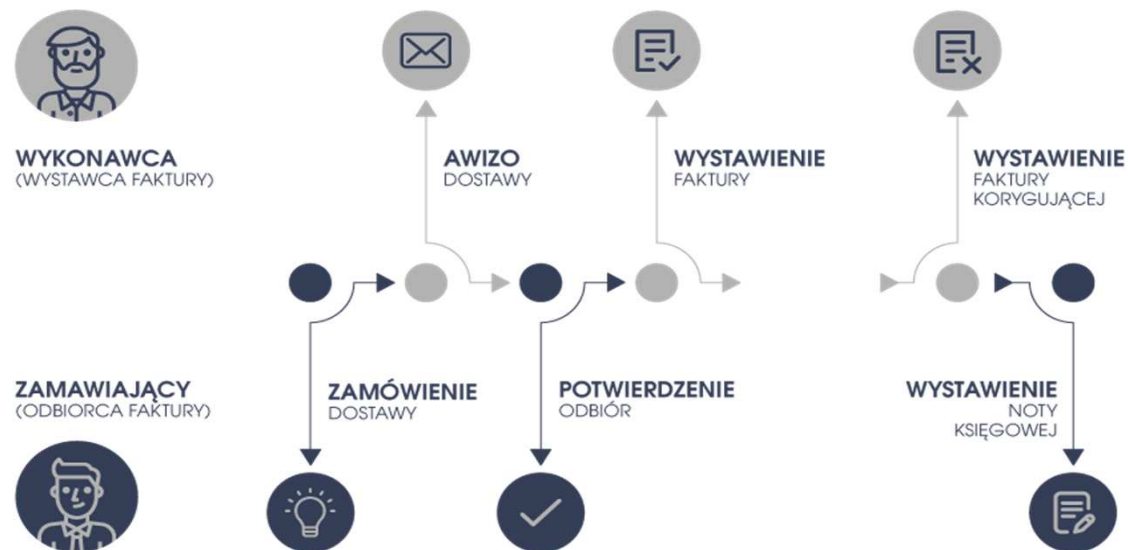 WYKONAWCA
(WYSTAWCA FAKTURY)
AWIZO
DOSTAWY
WYSTAWIENIE
FAKTURY
WYSTAWIENIE
FAKTURY
KORYGUJĄCEJ
ZAMAWIAJĄCY
(ODBIORCA FAKTURY)
ZAMÓWIENIE
DOSTAWY
POTWIERDZENIE
ODBIÓR
WYSTAWIENIE
NOTY
KSIĘGOWEJ